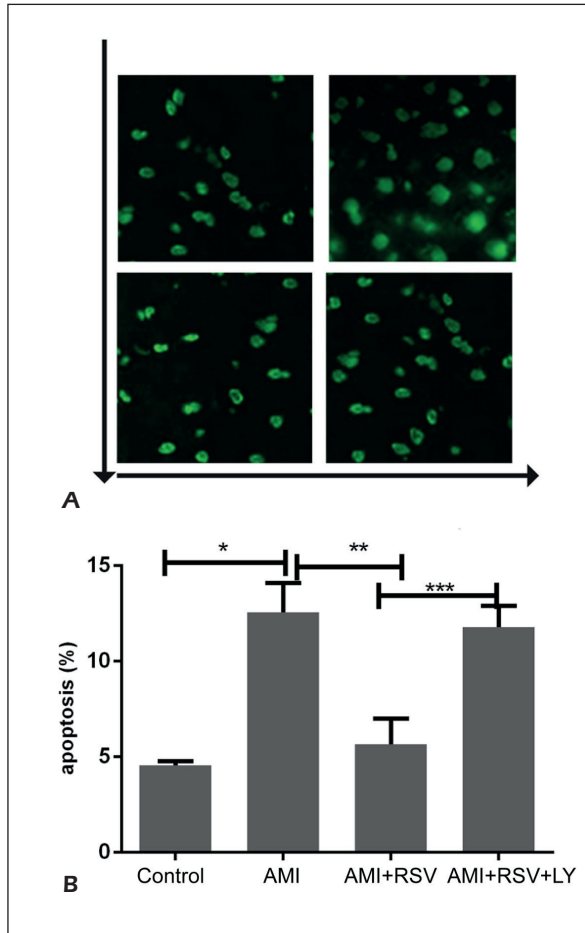 A
* ** ***
15
10
5
0
apoptosis (%)
Control AMI AMI+RSV AMI+RSV+LY
B